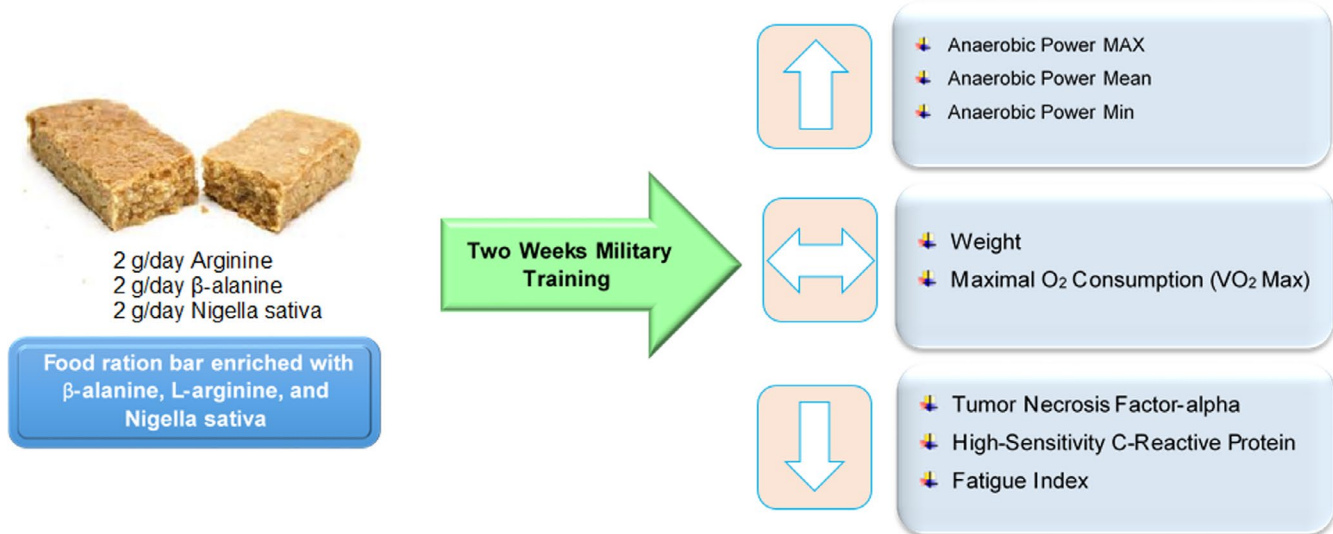 2 g/day Arginine
2 g/day β-alanine
2 g/day Nigella sativa
Food ration bar enriched with
β-alanine, L-arginine, and
Nigella sativa
Two Weeks Military
Training
Anaerobic Power MAX
Anaerobic Power Mean
Anaerobic Power Min
Weight
Maximal O₂ Consumption (VO₂ Max)
Tumor Necrosis Factor-alpha
High-Sensitivity C-Reactive Protein
Fatigue Index